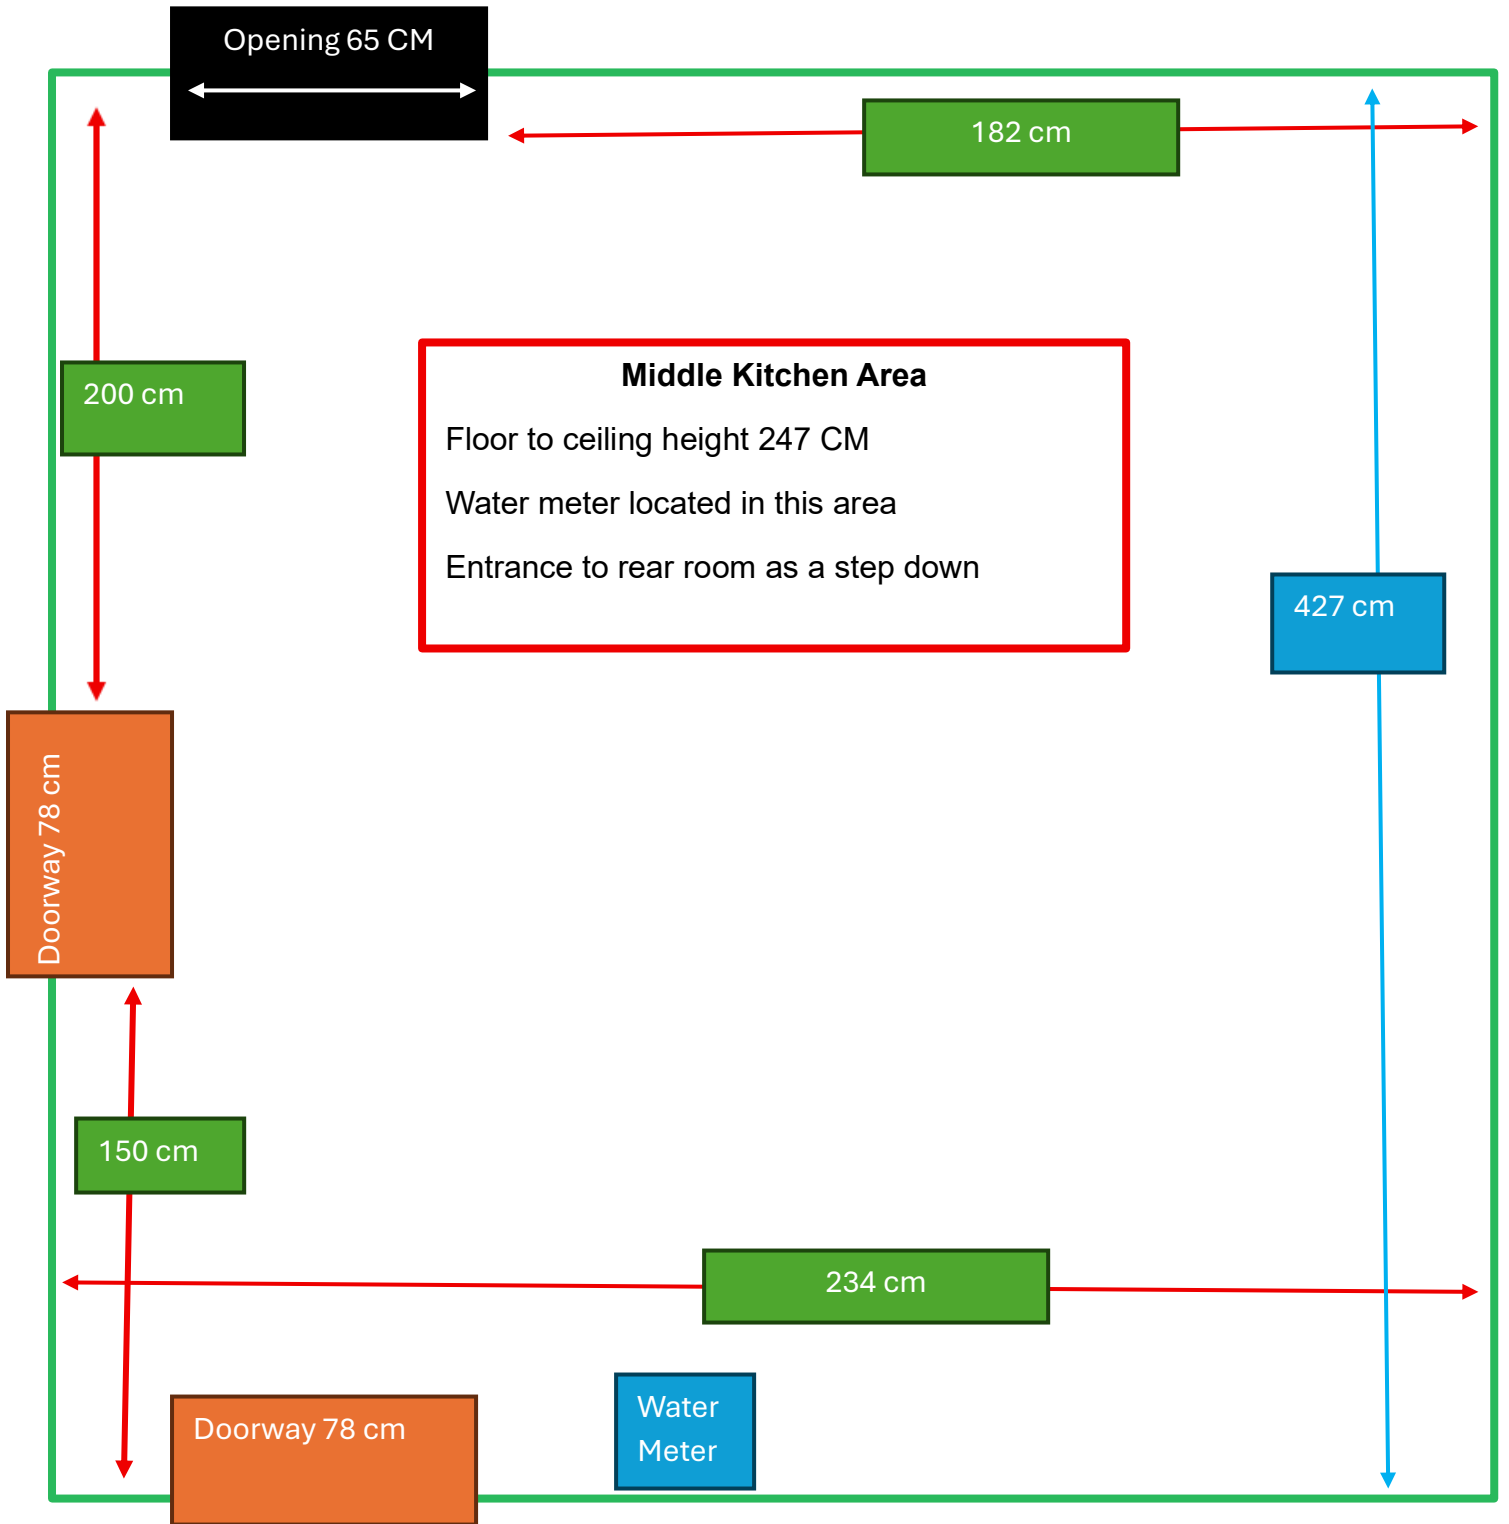 Opening 65 CM
182 cm
200 cm
Middle Kitchen Area
Floor to ceiling height 247 CM
Water meter located in this area
Entrance to rear room as a step down
427 cm
Doorway 78 cm
150 cm
234 cm
Water
Meter
Doorway 78 cm